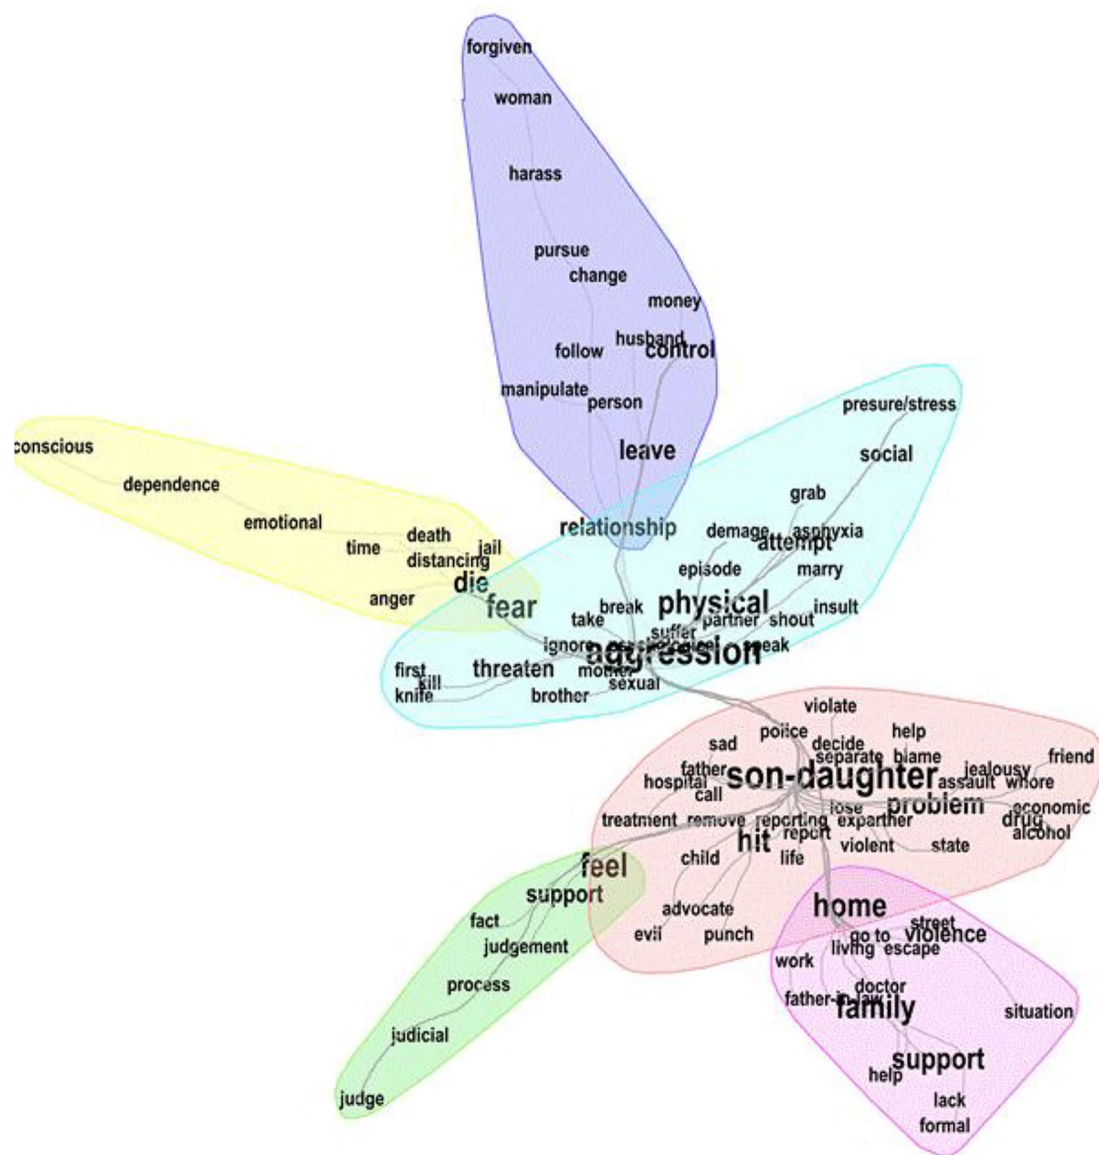 forgiven
woman
harass
pursue
change
money
husband
control
follow
manipulate
person
leave
relationship
presure/stress
social
grab
demage
asphyxia
attempt
episode
marry
physical
break
take
partner
shout
insult
suffer
ignore
psychological
speak
aggression
mother
sexual
brother
threaten
first
kill
knife
conscious
dependence
emotional
time
death
jail
distancing
die
anger
fear
violate
police
help
sad
decide
separate
blame
friend
father
son-daughter
jealousy
hospital
assault
whore
call
problem
lose
economic
treatment
remove
reporting
exparther
drug
hit
report
alcohol
child
life
violent
state
advocate
evil
punch
feel
support
fact
judgement
process
judicial
judge
home
street
go to
violence
living
escape
work
doctor
father-in-law
family
situation
support
help
lack
formal